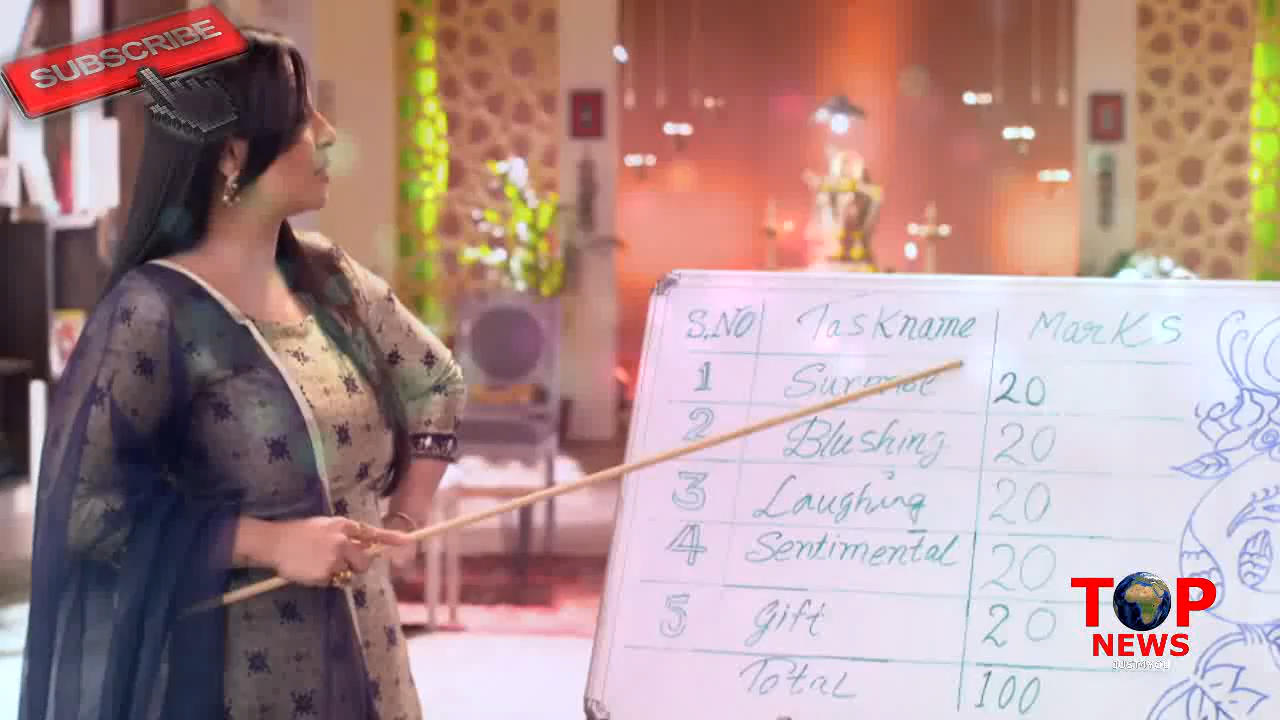 SUBSCRIBE
S.NO Taskname Marks
1 20
2 Blushing 20
3 Laughing 20
4 Sentimental 20
5 Gift 20
Total 100
TOP
NEWS
JUST4YOU